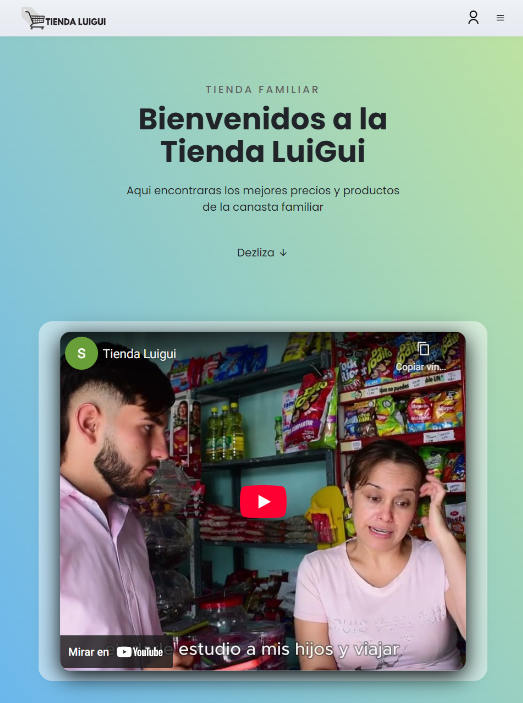 TIENDA LUIGUI
TIENDA FAMILIAR
Bienvenidos a la
Tienda LuiGui
Aqui encontraras los mejores precios y productos
de la canasta familiar
Dezliza ↓
S
Tienda Luigui
Copiar vín...
estudio a mis hijos y viajar
Mirar en YouTube